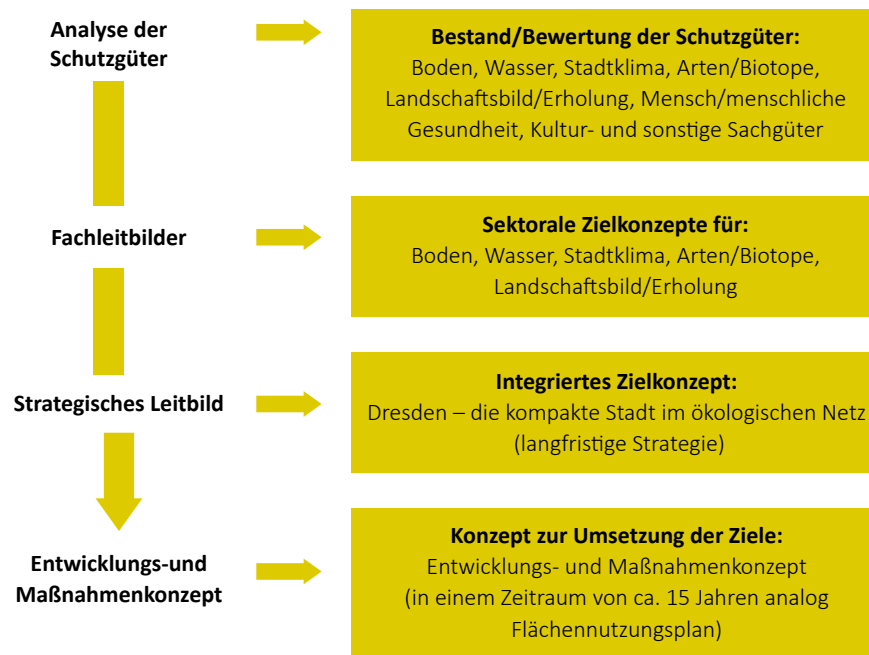 Analyse der
Schutzgüter
Bestand/Bewertung der Schutzgüter:
Boden, Wasser, Stadtklima, Arten/Biotope,
Landschaftsbild/Erholung, Mensch/menschliche
Gesundheit, Kultur- und sonstige Sachgüter
Fachleitbilder
Sektorale Zielkonzepte für:
Boden, Wasser, Stadtklima, Arten/Biotope,
Landschaftsbild/Erholung
Strategisches Leitbild
Integriertes Zielkonzept:
Dresden – die kompakte Stadt im ökologischen Netz
(langfristige Strategie)
Entwicklungs-und
Maßnahmenkonzept
Konzept zur Umsetzung der Ziele:
Entwicklungs- und Maßnahmenkonzept
(in einem Zeitraum von ca. 15 Jahren analog
Flächennutzungsplan)